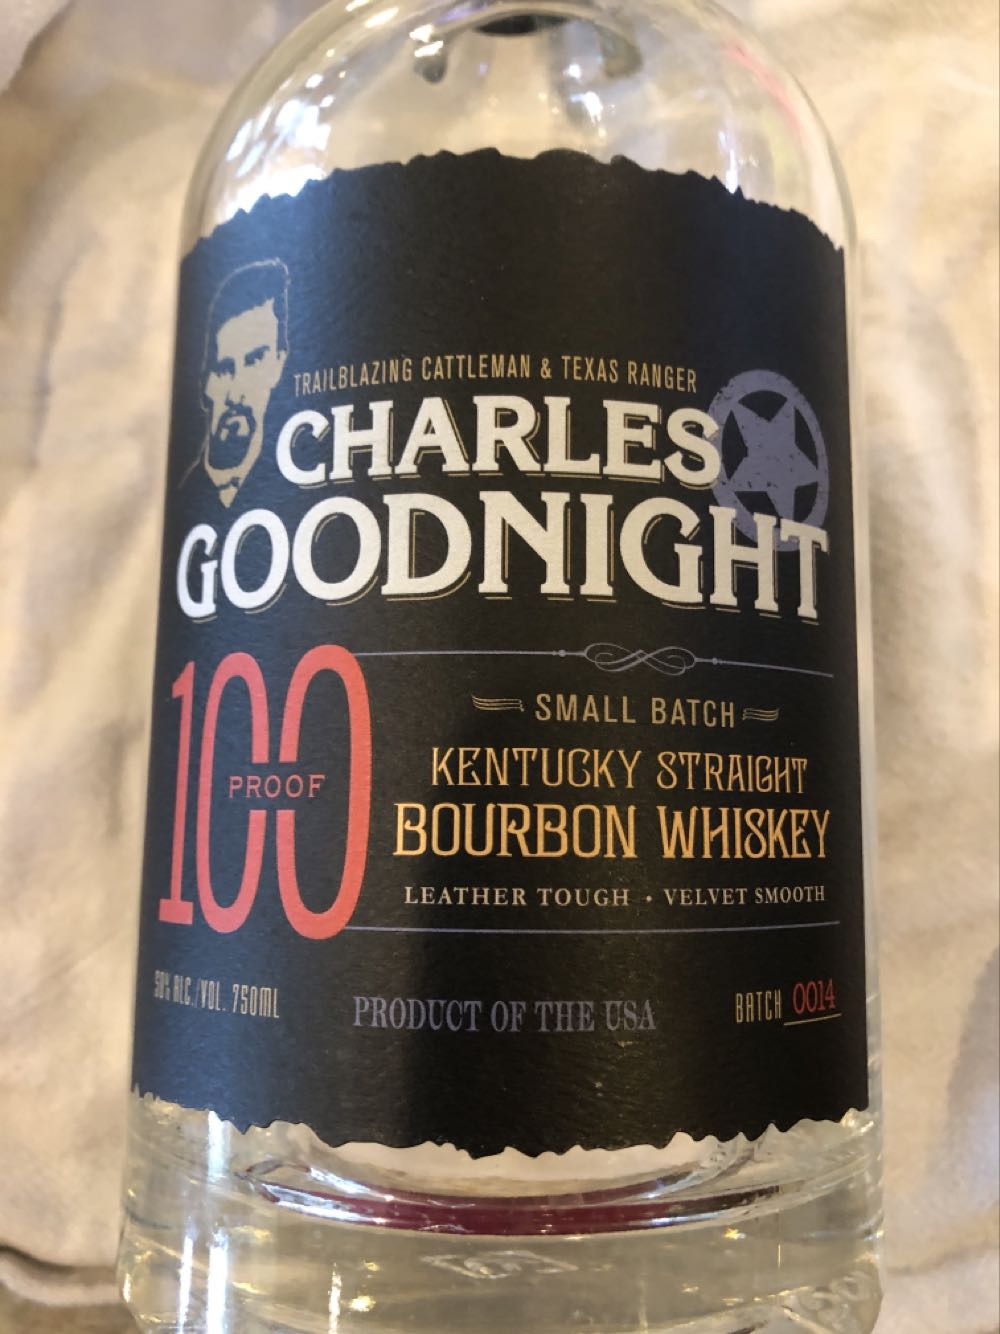 TRAILBLAZING CATTLEMAN & TEXAS RANGER
CHARLES
GOODNIGHT
100
PROOF
SMALL BATCH
KENTUCKY STRAIGHT
BOURBON WHISKEY
LEATHER TOUGH • VELVET SMOOTH
50% ALC./VOL. 750ML
PRODUCT OF THE USA
BATCH 0014